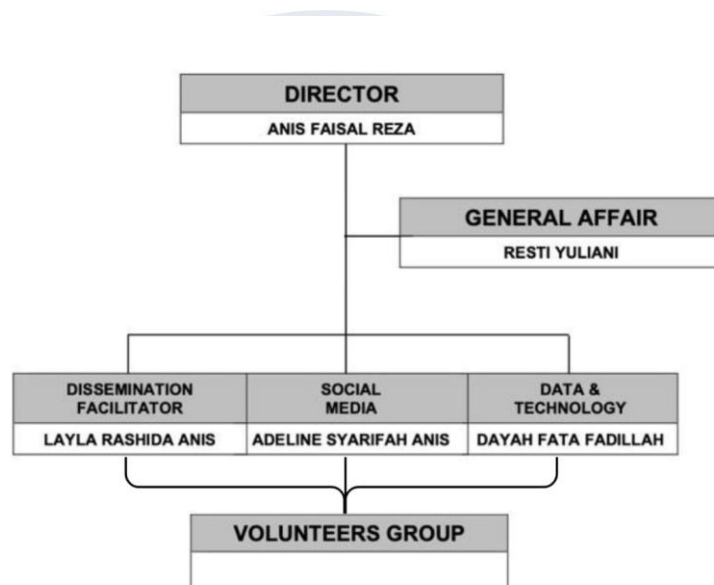 DIRECTOR
ANIS FAISAL REZA
GENERAL AFFAIR
RESTI YULIANI
DISSEMINATION
FACILITATOR
LAYLA RASHIDA ANIS
SOCIAL
MEDIA
ADELINE SYARIFAH ANIS
DATA &
TECHNOLOGY
DAYAH FATA FADILLAH
VOLUNTEERS GROUP